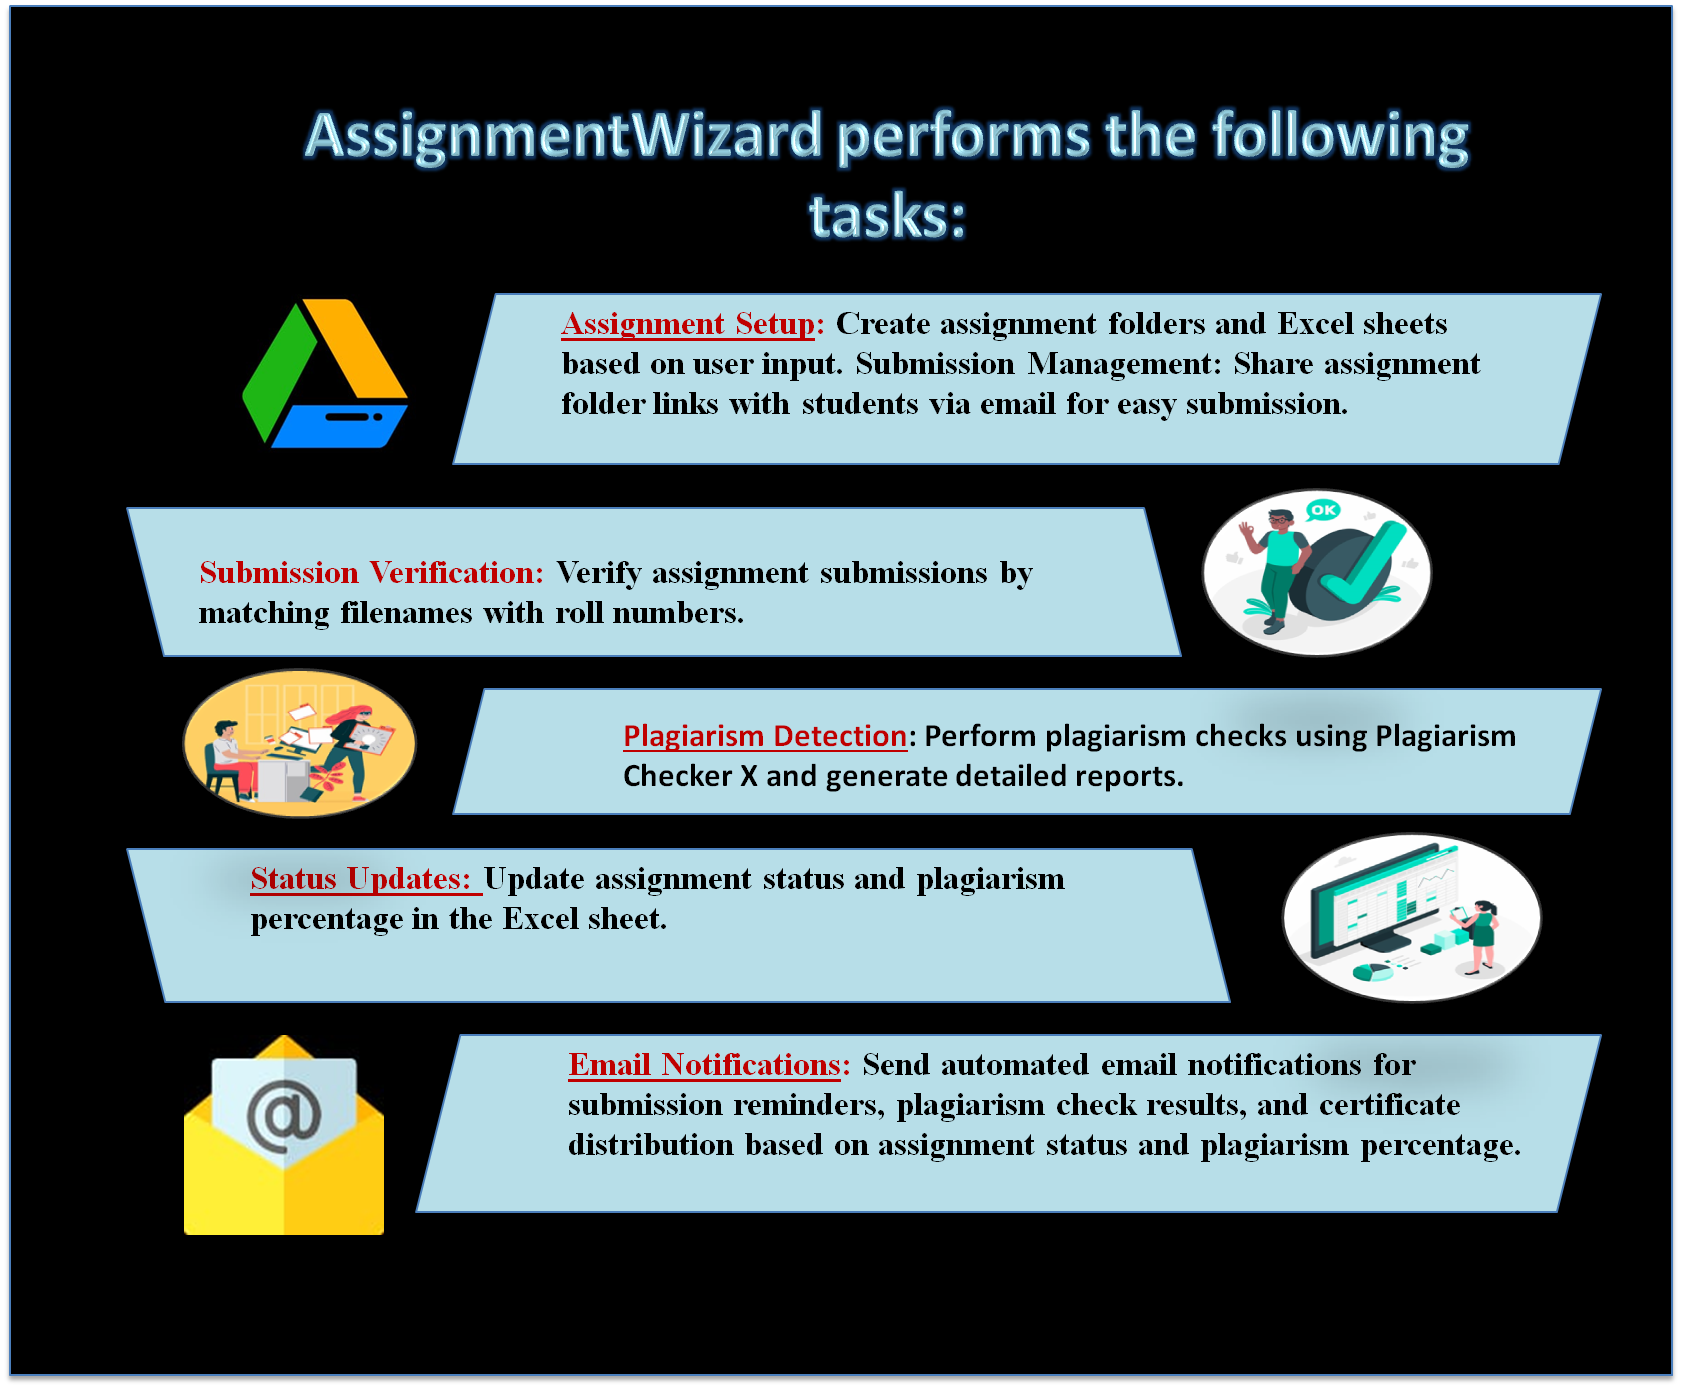 AssignmentWizard performs the following
tasks:
Assignment Setup: Create assignment folders and Excel sheets
based on user input. Submission Management: Share assignment
folder links with students via email for easy submission.
OK
Submission Verification: Verify assignment submissions by
matching filenames with roll numbers.
Plagiarism Detection: Perform plagiarism checks using Plagiarism
Checker X and generate detailed reports.
Status Updates: Update assignment status and plagiarism
percentage in the Excel sheet.
@
Email Notifications: Send automated email notifications for
submission reminders, plagiarism check results, and certificate
distribution based on assignment status and plagiarism percentage.